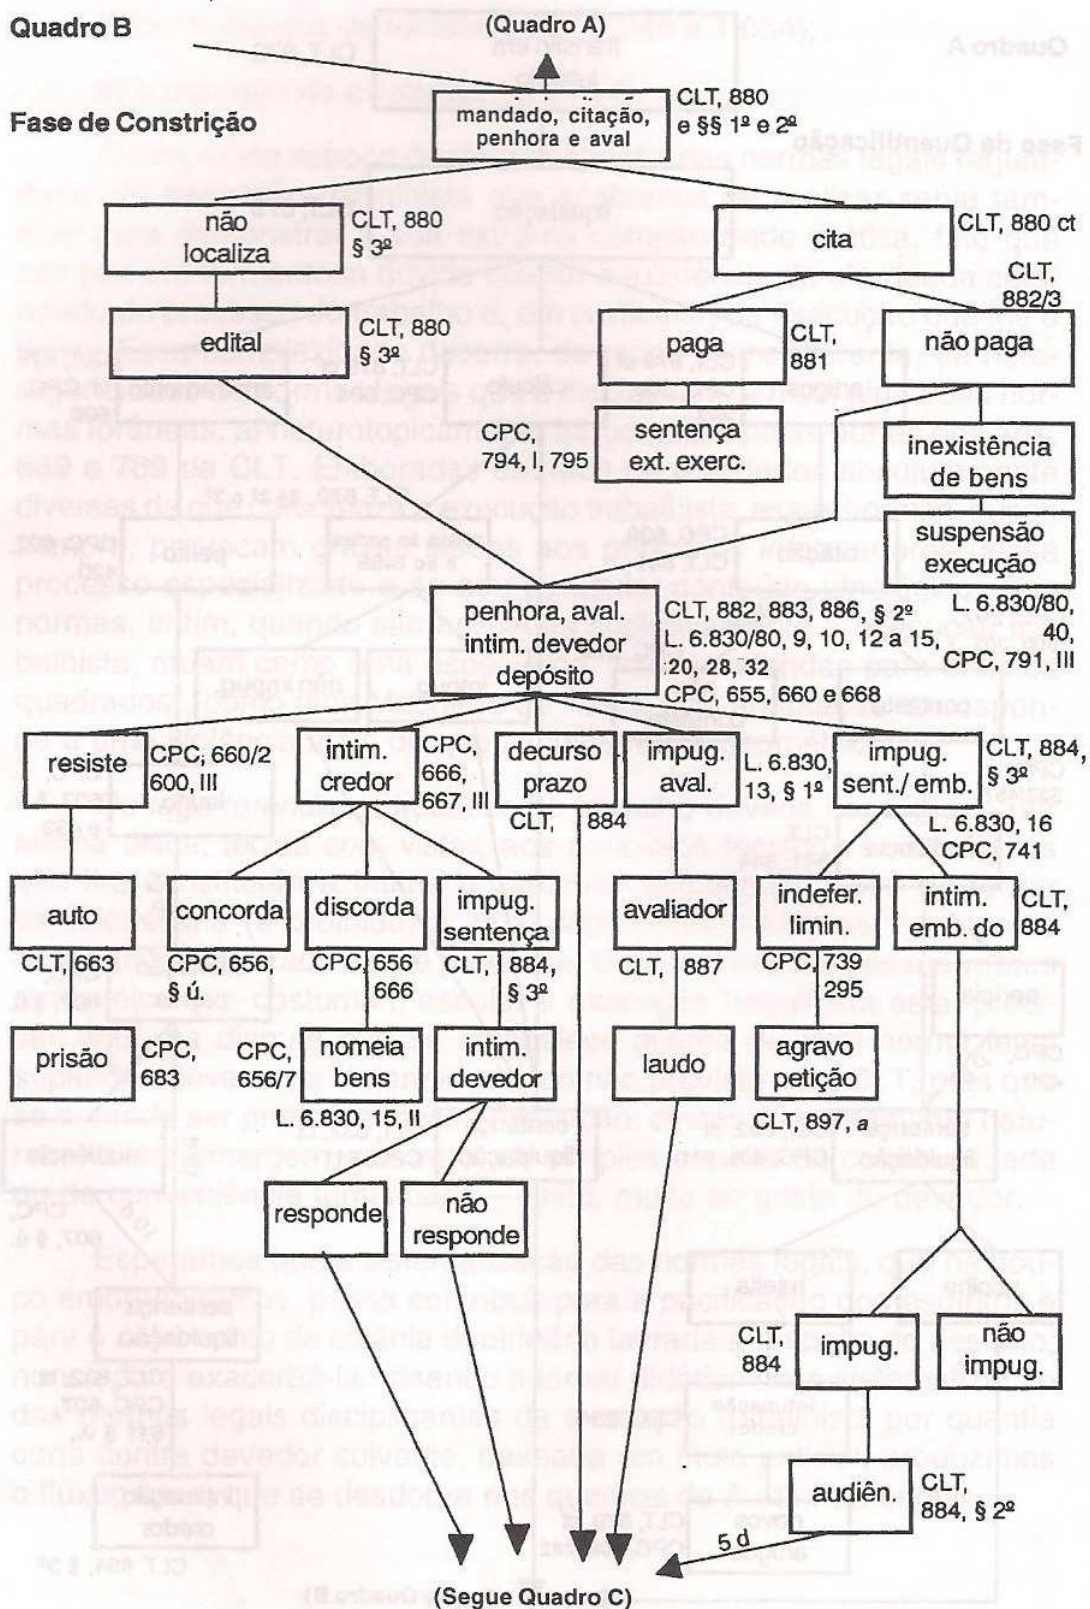 Quadro B
(Quadro A)
Fase de Constrição
mandado, citação,
penhora e aval
CLT, 880
e §§ 1º e 2º
não
localiza
CLT, 880
§ 3º
cita
CLT, 880 ct
CLT,
882/3
edital
CLT, 880
§ 3º
paga
CLT,
881
não paga
CPC,
794, I, 795
sentença
ext. exerc.
inexistência
de bens
suspensão
execução
L. 6.830/80,
40,
CPC, 791, III
penhora, aval.
intim. devedor
depósito
CLT, 882, 883, 886, § 2º
L. 6.830/80, 9, 10, 12 a 15,
20, 28, 32
CPC, 655, 660 e 668
resiste
CPC, 660/2
600, III
intim.
credor
CPC,
666,
667, III
decurso
prazo
CLT, 884
impug.
aval.
L. 6.830,
13, § 1º
impug.
sent./ emb.
CLT, 884,
§ 3º
L. 6.830, 16
CPC, 741
auto
CLT, 663
concorda
CPC, 656,
§ ú.
discorda
CPC, 656
666
impug.
sentença
CLT, 884,
§ 3º
avaliador
CLT, 887
indefer.
limin.
CPC, 739
295
intim.
emb. do
CLT,
884
prisão
CPC,
683
CPC,
656/7
nomeia
bens
L. 6.830, 15, II
intim.
devedor
laudo
agravo
petição
CLT, 897, a
responde
não
responde
CLT,
884
impug.
não
impug.
audiên.
CLT,
884, § 2º
5 d
(Segue Quadro C)